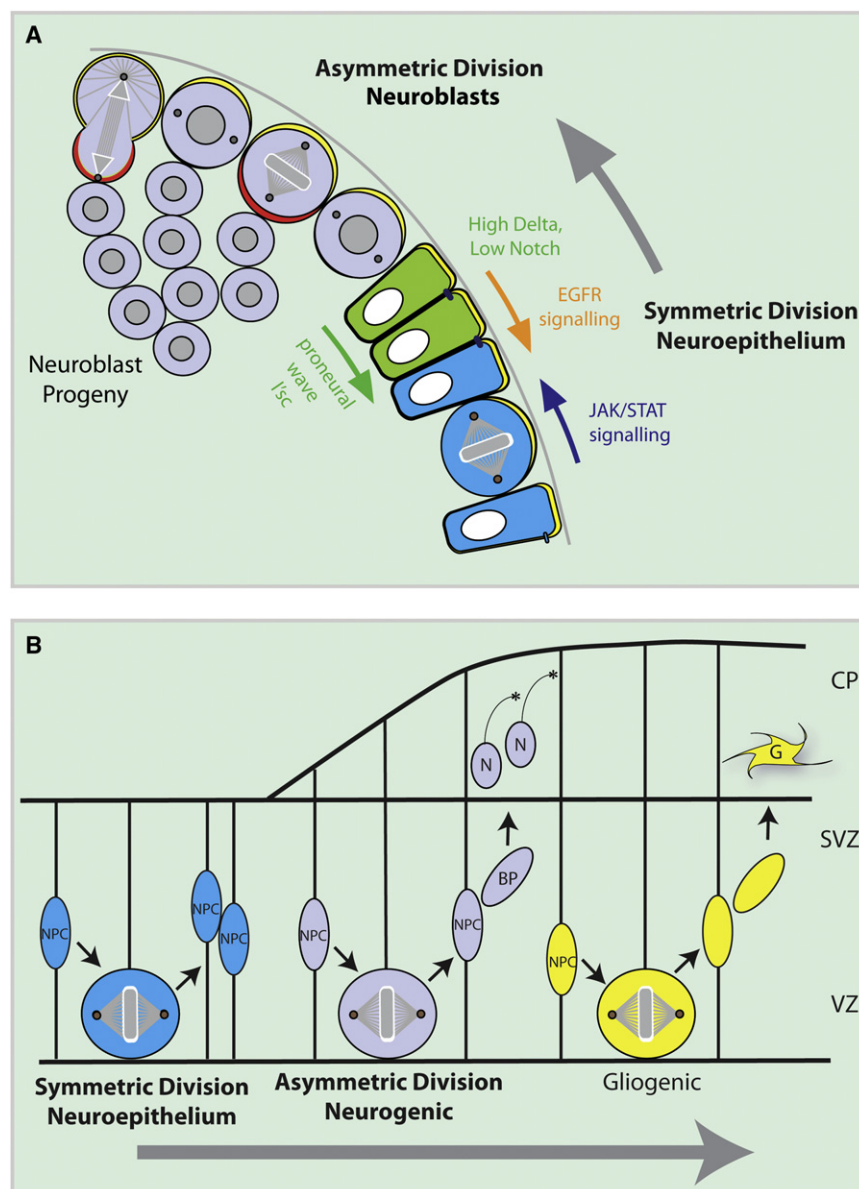 A
Asymmetric Division
Neuroblasts
High Delta,
Low Notch
EGFR
signalling
Symmetric Division
Neuroepithelium
Neuroblast
Progeny
proneural
wave
l'sc
JAK/STAT
signalling
B
CP
N
N
G
SVZ
BP
NPC
NPC
NPC
NPC
NPC
NPC
VZ
Symmetric Division
Neuroepithelium
Asymmetric Division
Neurogenic
Gliogenic